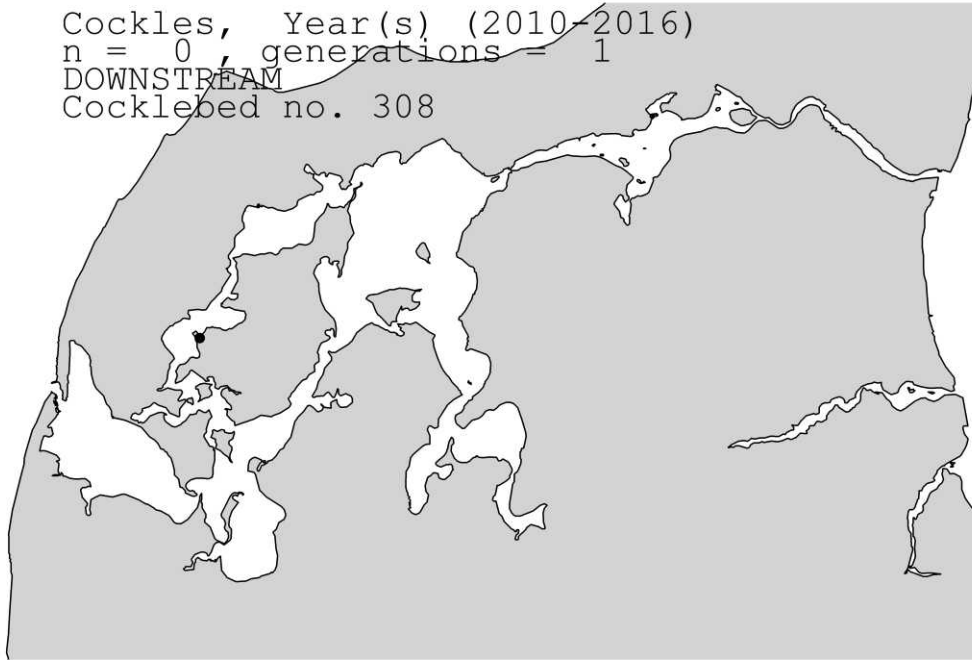 Cockles, Year(s) (2010-2016)
n = 0 , generations = 1
DOWNSTREAM
Cocklebed no. 308